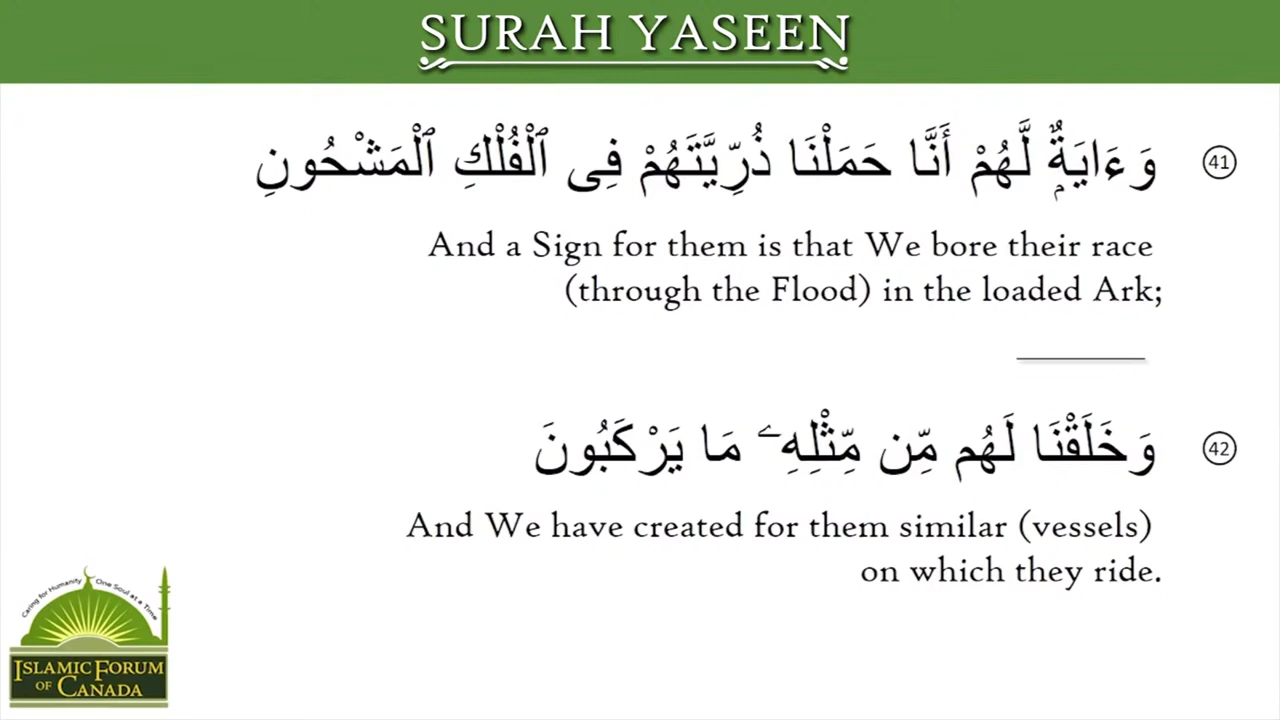 SURAH YASEEN
وَءَايَةٌۭ لَّهُمْ أَنَّا حَمَلْنَا ذُرِّيَّتَهُمْ فِى ٱلْفُلْكِ ٱلْمَشْحُونِ
41
And a Sign for them is that We bore their race
(through the Flood) in the loaded Ark;
وَخَلَقْنَا لَهُم مِّن مِّثْلِهِۦ مَا يَرْكَبُونَ
42
And We have created for them similar (vessels)
on which they ride.
Caring for Humanity One Soul at a Time
ISLAMIC FORUM
OF CANADA